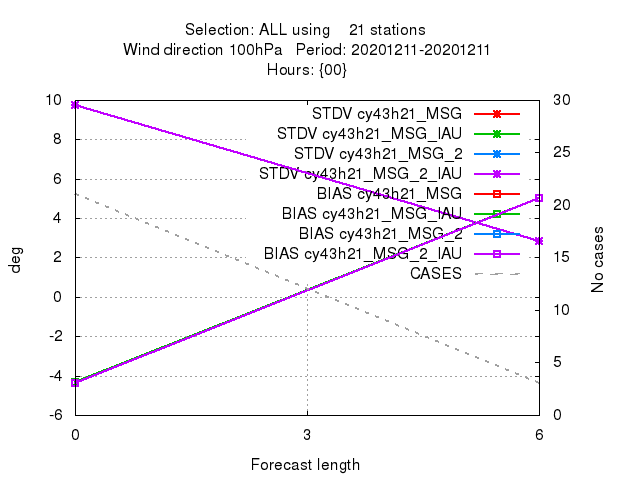 Selection: ALL using    21 stations
Wind direction 100hPa   Period: 20201211-20201211
Hours: {00}
10
8
6
4
2
0
-2
-4
-6
30
25
20
15
10
5
0
STDV cy43h21_MSG
STDV cy43h21_MSG_IAU
STDV cy43h21_MSG_2
STDV cy43h21_MSG_2_IAU
BIAS cy43h21_MSG
BIAS cy43h21_MSG_IAU
BIAS cy43h21_MSG_2
BIAS cy43h21_MSG_2_IAU
CASES
deg
No cases
0
3
6
Forecast length